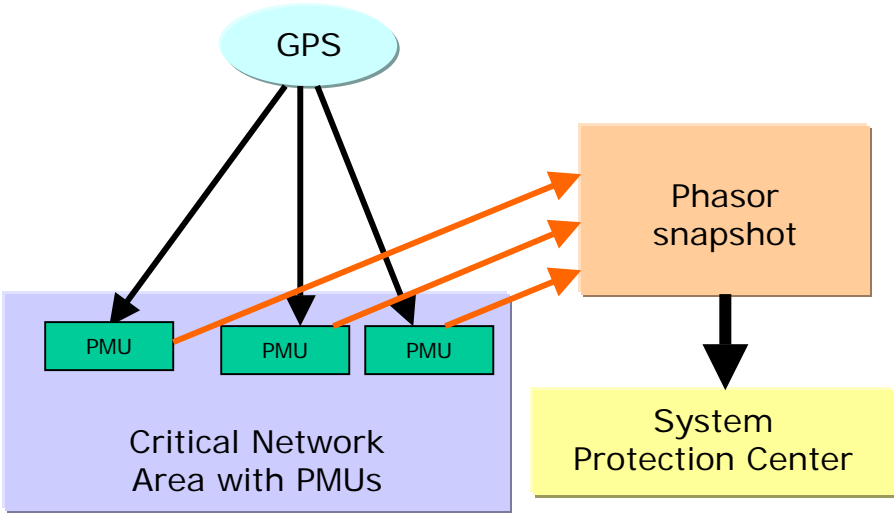 GPS
Phasor
snapshot
PMU
PMU
PMU
Critical Network
Area with PMUs
System
Protection Center